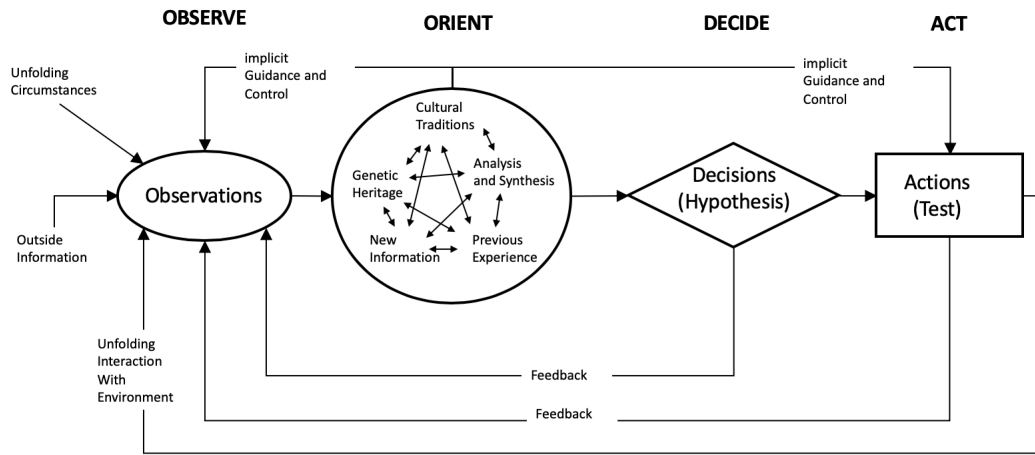 OBSERVE
ORIENT
DECIDE
ACT
Unfolding
Circumstances
implicit
Guidance and
Control
implicit
Guidance and
Control
Cultural
Traditions
Genetic
Heritage
Analysis
and Synthesis
New
Information
Previous
Experience
Observations
Outside
Information
Decisions
(Hypothesis)
Actions
(Test)
Unfolding
Interaction
With
Environment
Feedback
Feedback